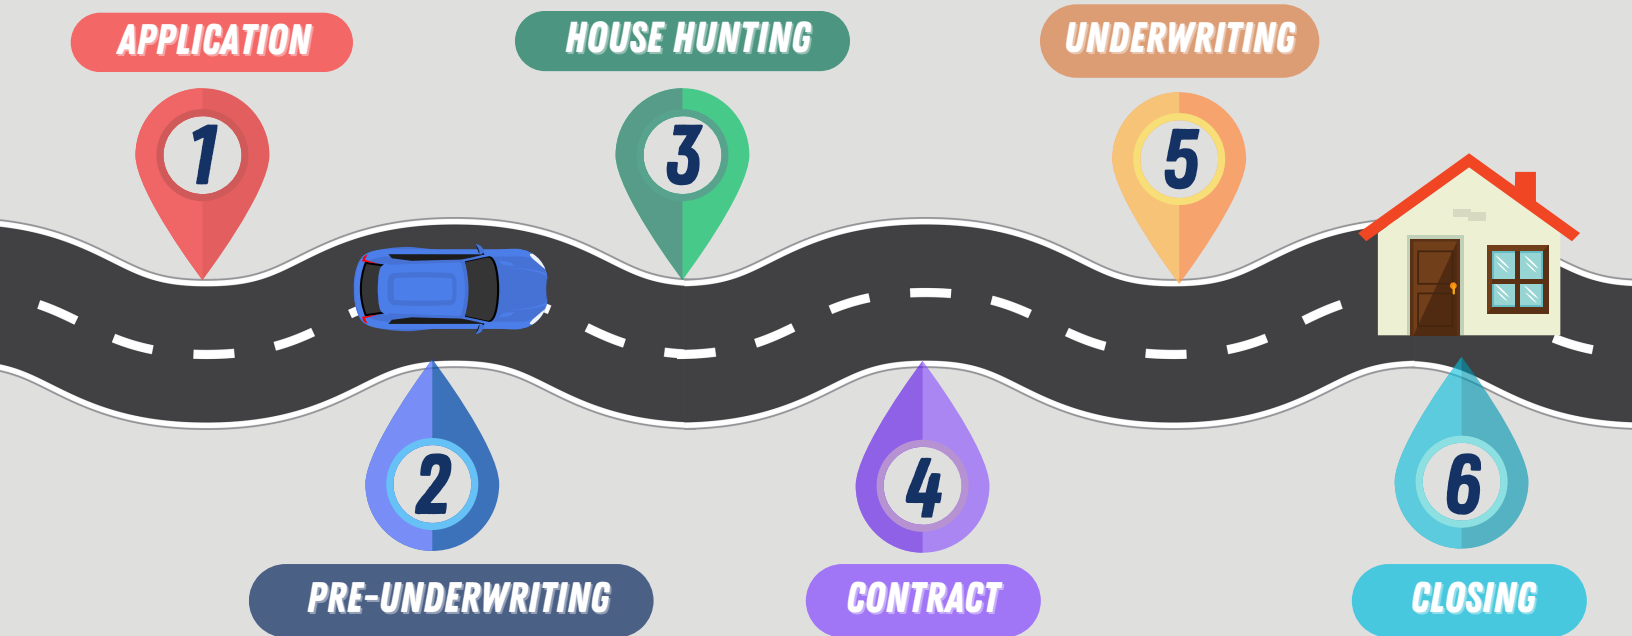 APPLICATION
1
PRE-UNDERWRITING
2
HOUSE HUNTING
3
CONTRACT
4
UNDERWRITING
5
CLOSING
6